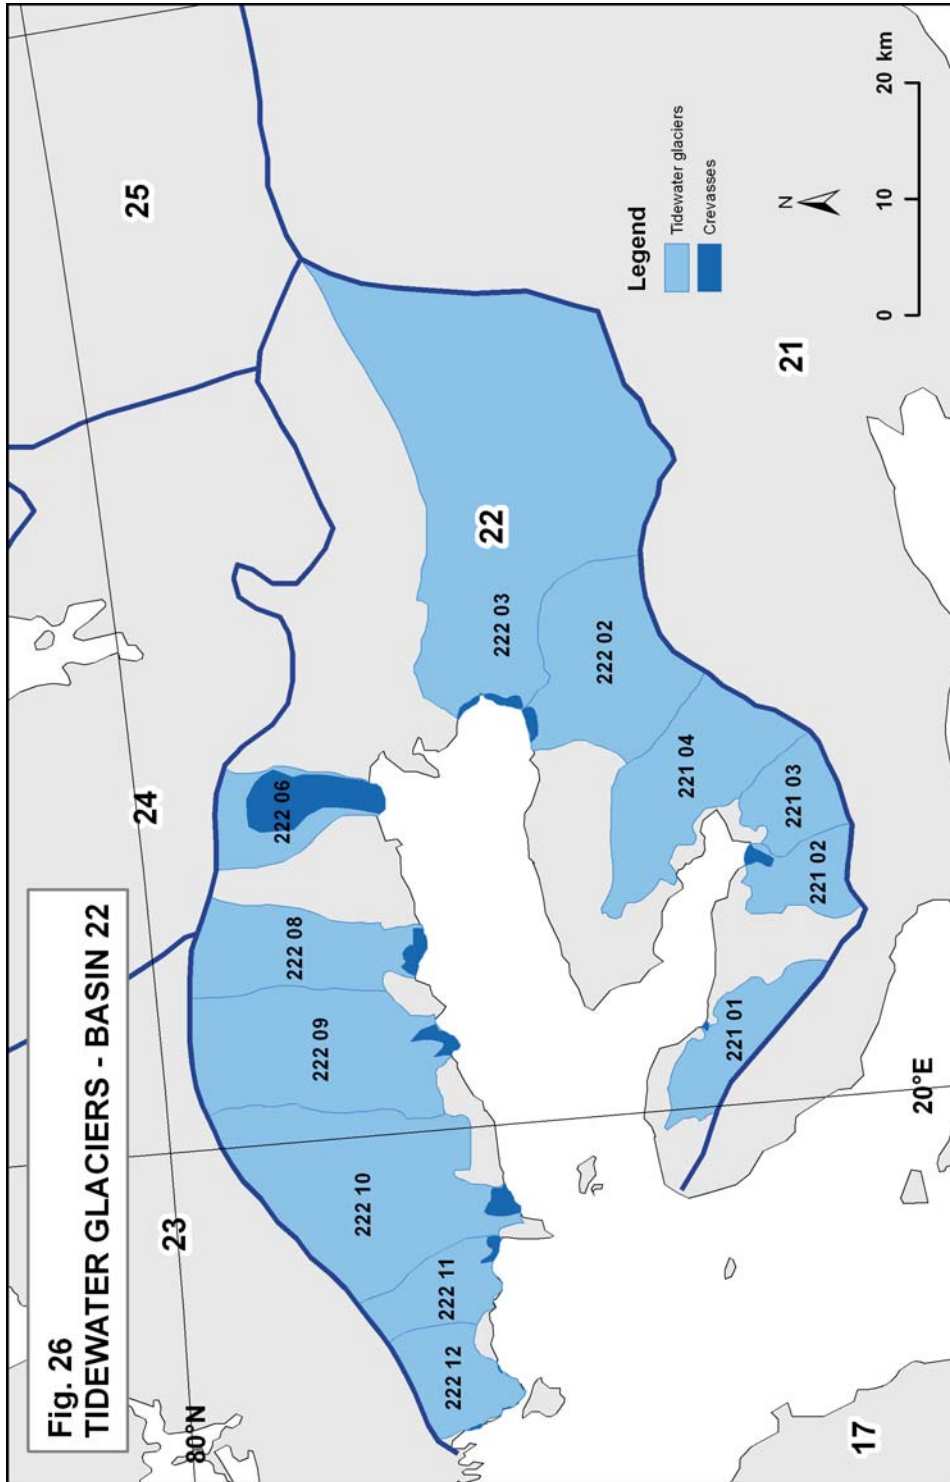 Fig. 26
TIDEWATER GLACIERS - BASIN 22
25
24
23
80°N
222 06
222 08
222 09
222 10
222 11
222 12
22
222 03
222 02
221 04
221 03
221 02
221 01
20°E
21
17
Legend
Tidewater glaciers
Crevasses
N
0 10 20 km